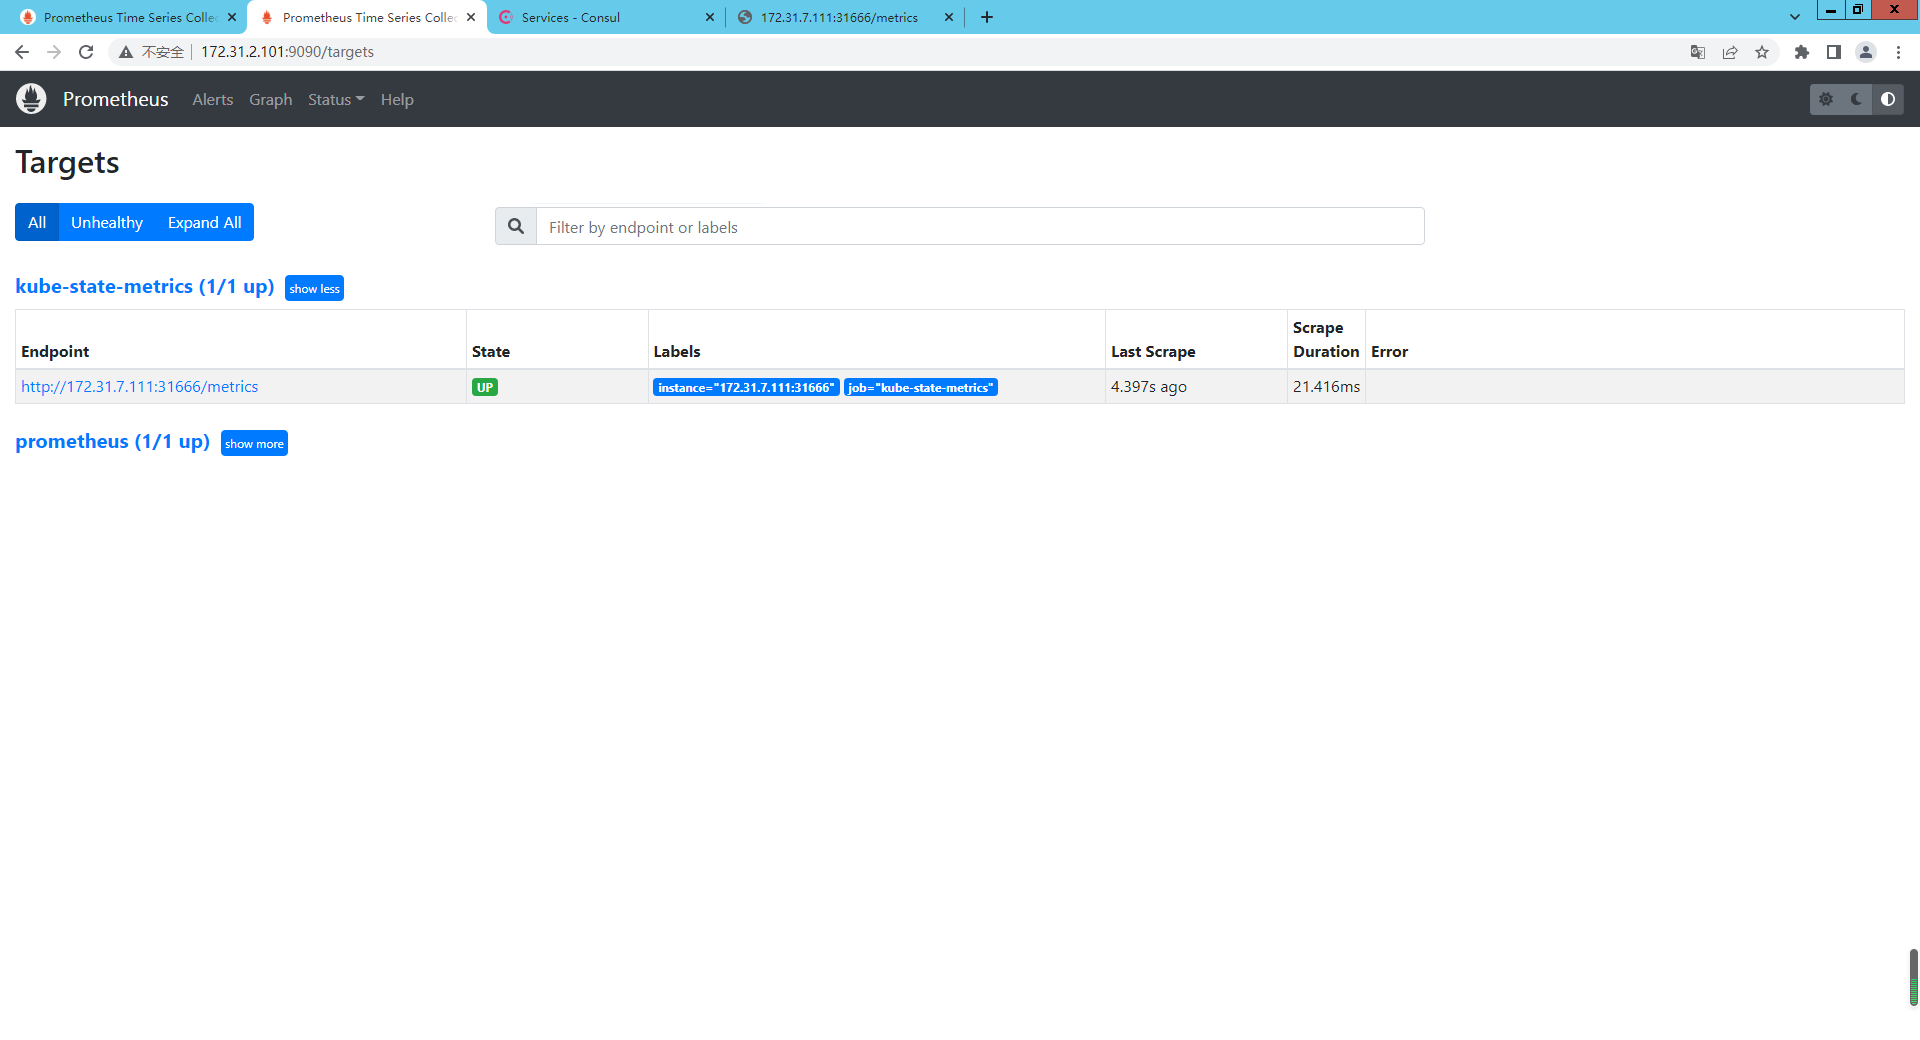 Prometheus Time Series Collec
Prometheus Time Series Collec
Services - Consul
172.31.7.111:31666/metrics
不安全 172.31.2.101:9090/targets
Prometheus Alerts Graph Status Help
Targets
All Unhealthy Expand All Filter by endpoint or labels
kube-state-metrics (1/1 up) show less
Scrape
Endpoint State Labels Last Scrape Duration Error
http://172.31.7.111:31666/metrics UP instance="172.31.7.111:31666" job="kube-state-metrics" 4.397s ago 21.416ms
prometheus (1/1 up) show more